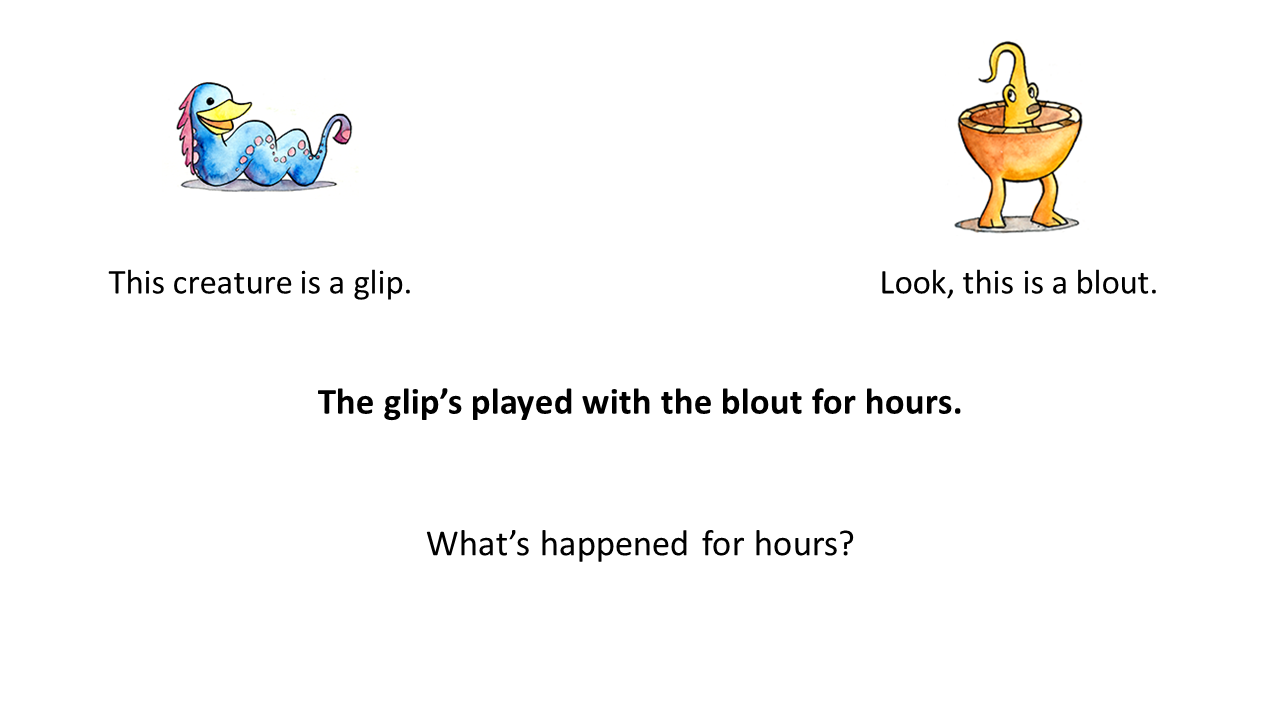 This creature is a glip.
Look, this is a blout.
The glip’s played with the blout for hours.
What’s happened for hours?